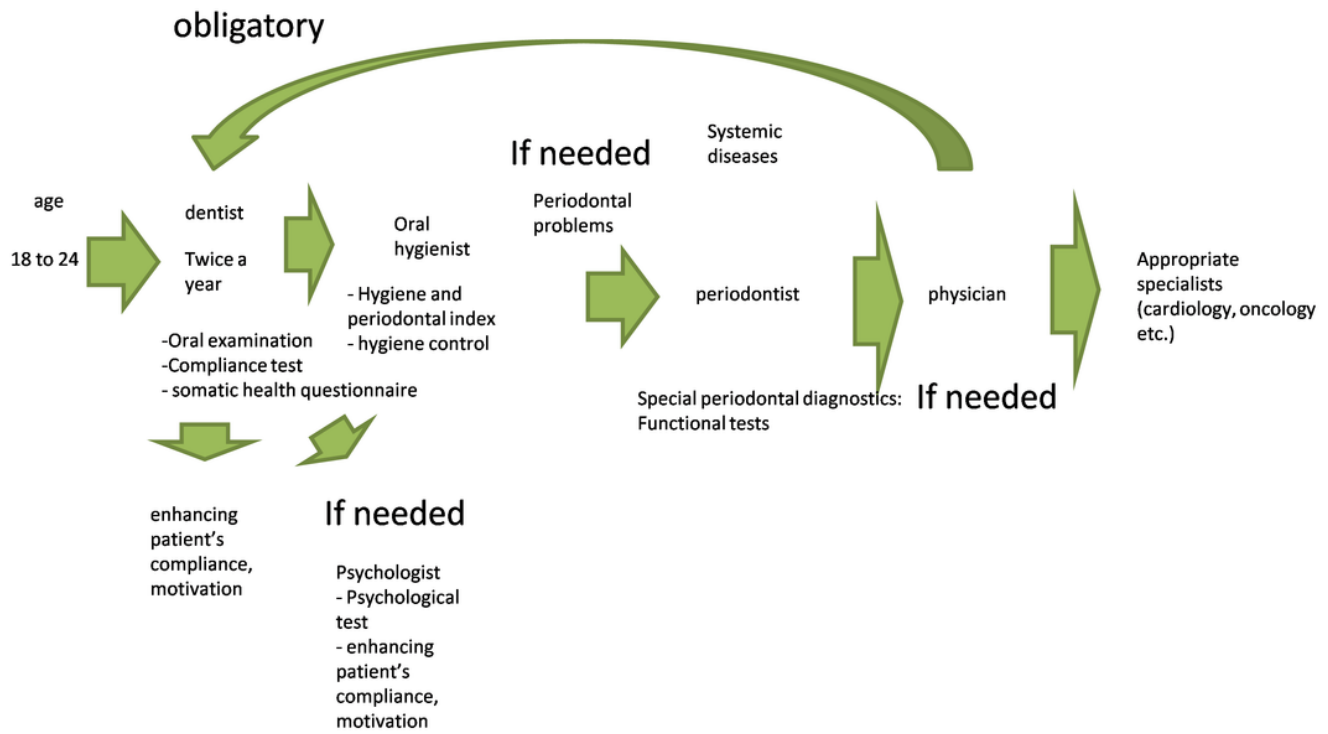 obligatory
age
18 to 24
dentist
Twice a
year
-Oral examination
-Compliance test
- somatic health questionnaire
enhancing
patient's
compliance,
motivation
Oral
hygienist
- Hygiene and
periodontal index
- hygiene control
If needed
Psychologist
- Psychological
test
- enhancing
patient's
compliance,
motivation
If needed
Periodontal
problems
Systemic
diseases
periodontist
Special periodontal diagnostics:
Functional tests
physician
If needed
Appropriate
specialists
(cardiology, oncology
etc.)